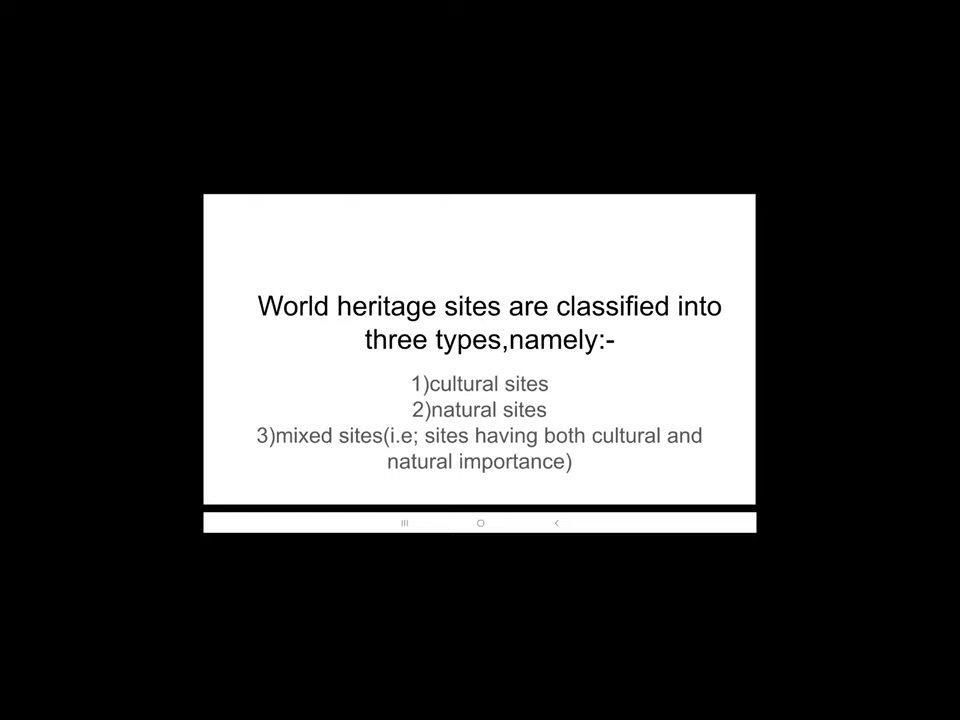 World heritage sites are classified into
three types,namely:-
1)cultural sites
2)natural sites
3)mixed sites(i.e; sites having both cultural and
natural importance)